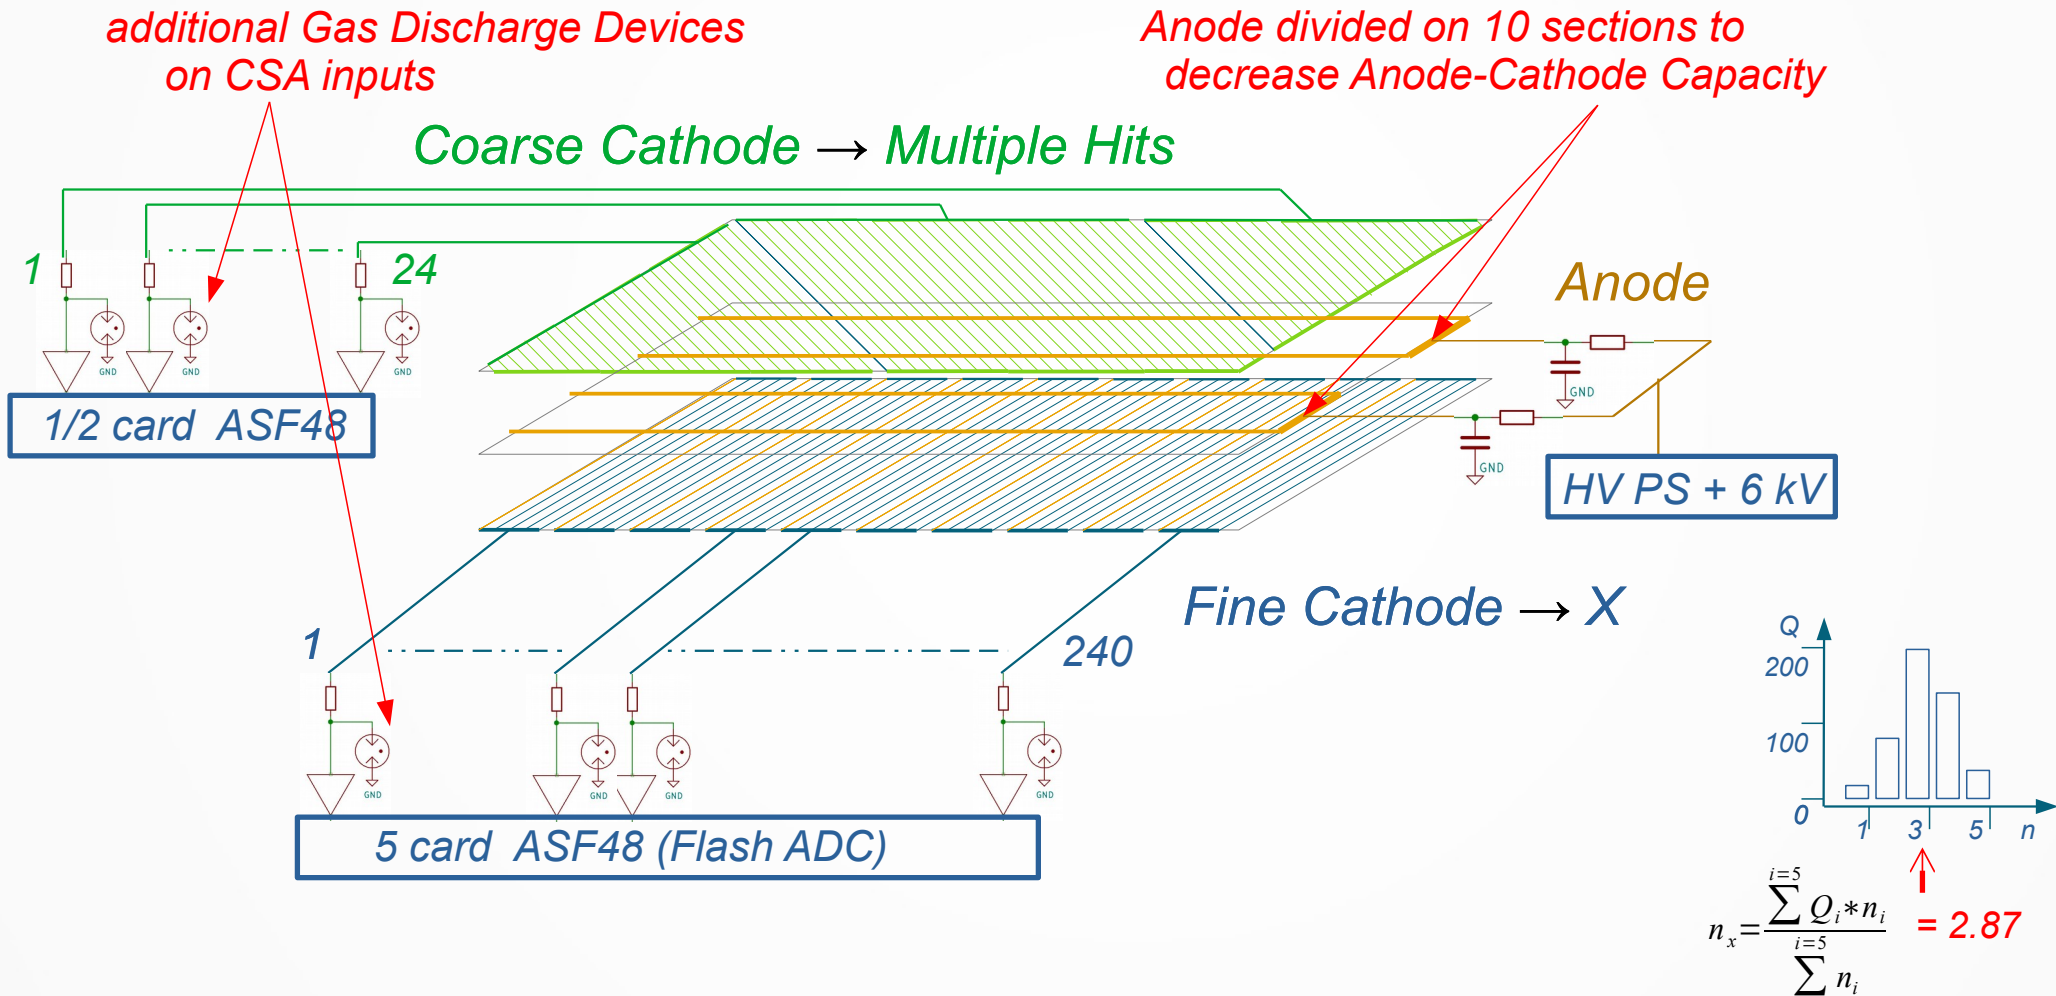 additional Gas Discharge Devices
on CSA inputs
Anode divided on 10 sections to
decrease Anode-Cathode Capacity
Coarse Cathode → Multiple Hits
1
24
GND
GND
GND
1/2 card ASF48
Anode
GND
GND
HV PS + 6 kV
Fine Cathode → X
1
240
GND
GND
GND
GND
5 card ASF48 (Flash ADC)
Q
200
100
0
1 3 5 n
n_x = ∑^{i=5} Q_i * n_i / ∑^{i=5} n_i = 2.87